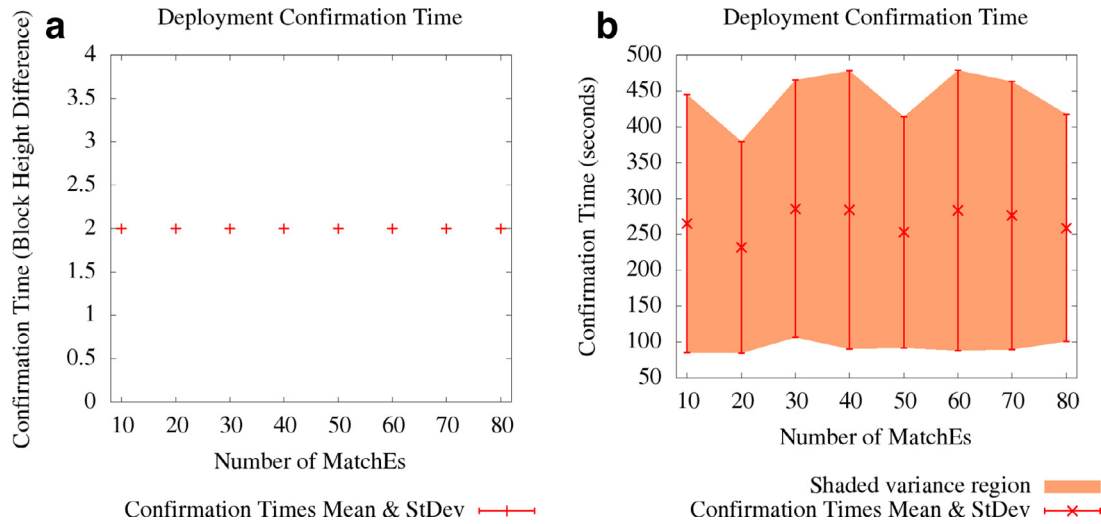 a
Deployment Confirmation Time
Confirmation Time (Block Height Difference)
4
3.5
3
2.5
2
1.5
1
0.5
0
10 20 30 40 50 60 70 80
Number of MatchEs
Confirmation Times Mean & StDev
b
Deployment Confirmation Time
Confirmation Time (seconds)
500
450
400
350
300
250
200
150
100
50
10 20 30 40 50 60 70 80
Number of MatchEs
Shaded variance region
Confirmation Times Mean & StDev